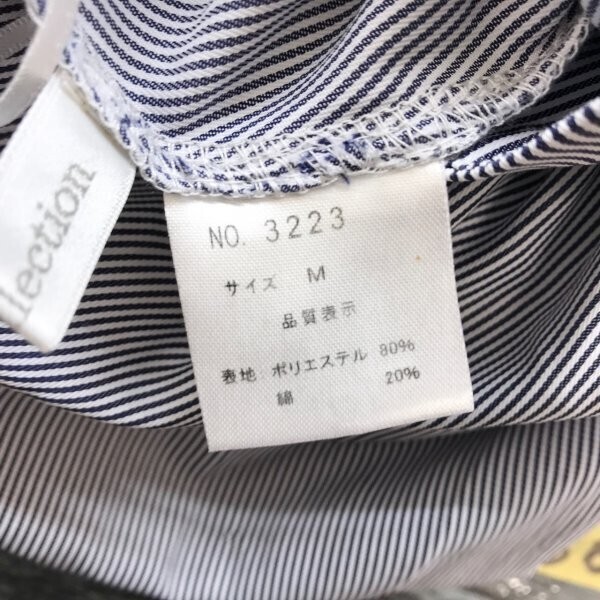 llection
NO. 3223
サイズ M
品質表示
表地: ポリエステル 80%
綿 20%